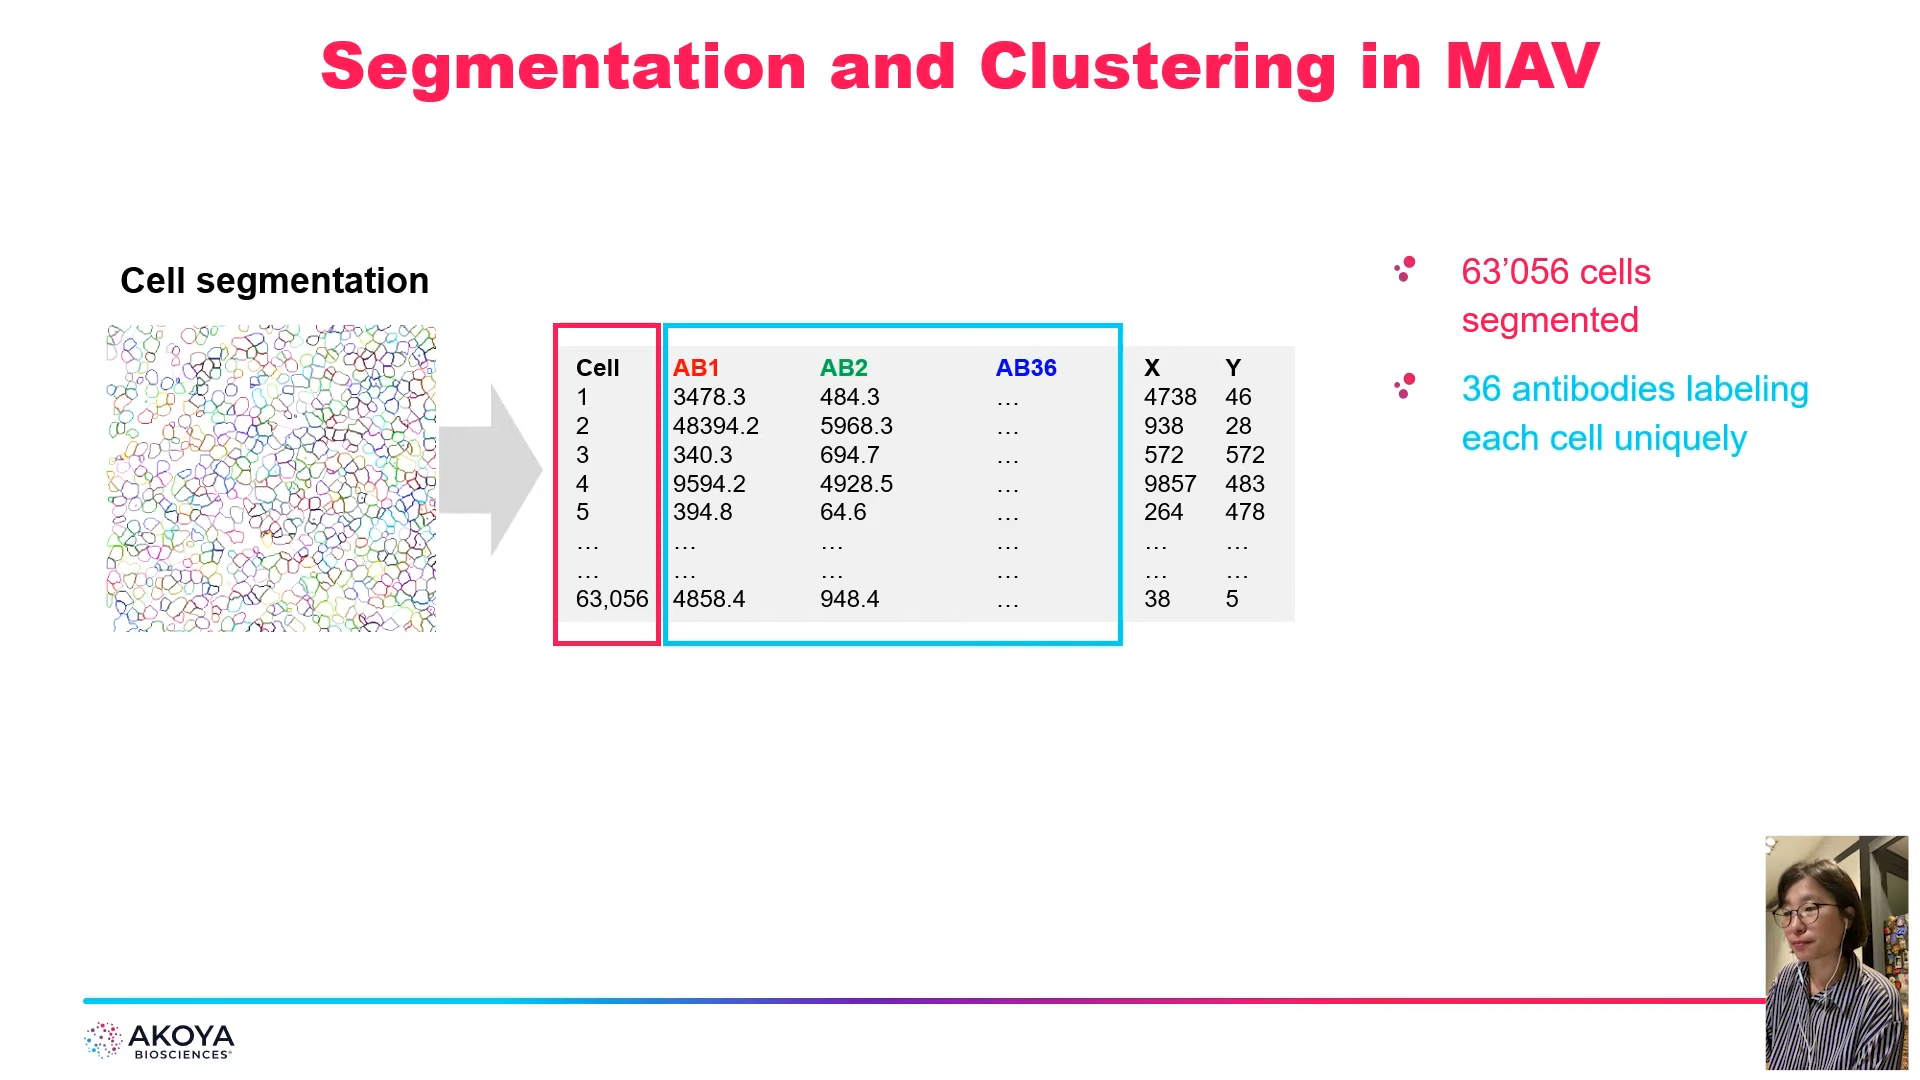 Segmentation and Clustering in MAV
Cell segmentation
Cell AB1 AB2 AB36 X Y
1 3478.3 484.3 … 4738 46
2 48394.2 5968.3 … 938 28
3 340.3 694.7 … 572 572
4 9594.2 4928.5 … 9857 483
5 394.8 64.6 … 264 478
… … … … … …
… … … … … …
63,056 4858.4 948.4 … 38 5
63’056 cells
segmented
36 antibodies labeling
each cell uniquely
AKOYA
BIOSCIENCES®